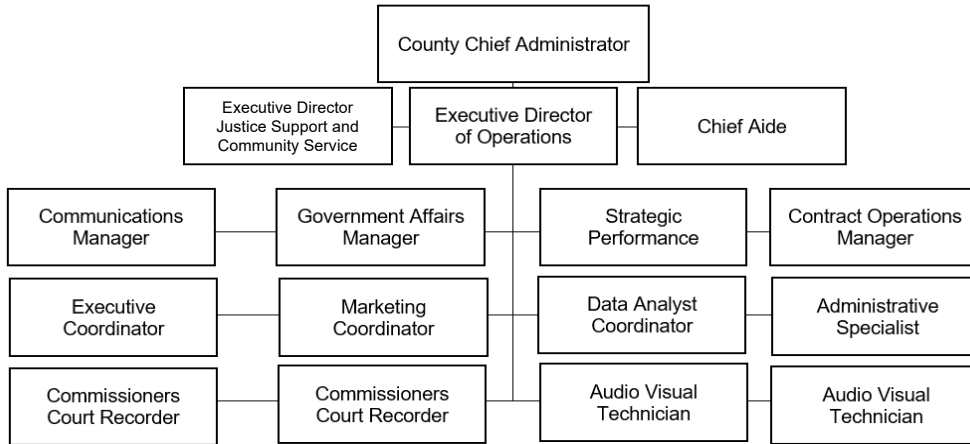 County Chief Administrator
Executive Director
Justice Support and
Community Service
Executive Director
of Operations
Chief Aide
Communications
Manager
Government Affairs
Manager
Strategic
Performance
Contract Operations
Manager
Executive
Coordinator
Marketing
Coordinator
Data Analyst
Coordinator
Administrative
Specialist
Commissioners
Court Recorder
Commissioners
Court Recorder
Audio Visual
Technician
Audio Visual
Technician